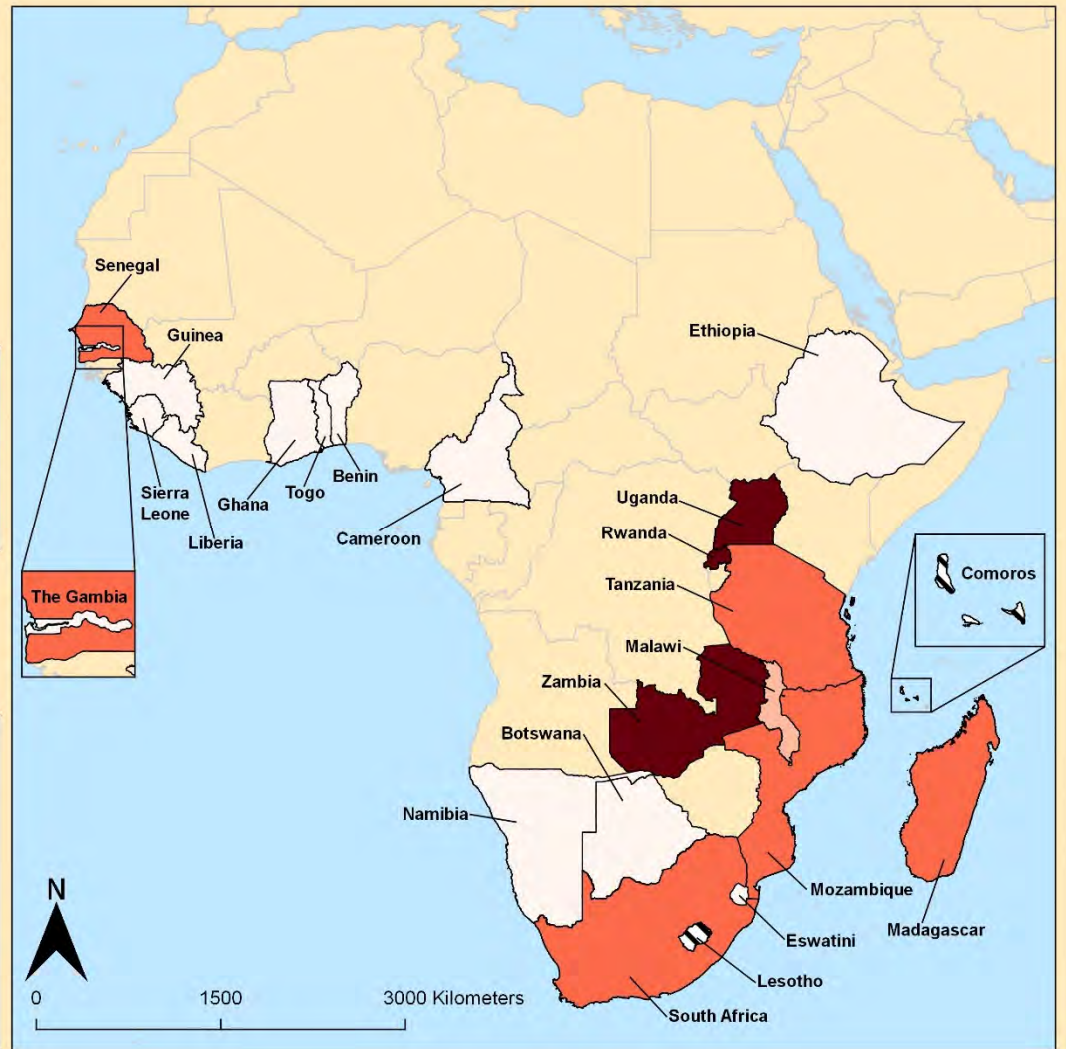 Senegal
Guinea
Ethiopia
Sierra
Leone
Liberia
Ghana
Togo
Benin
Cameroon
Uganda
Rwanda
Tanzania
Comoros
The Gambia
Malawi
Zambia
Botswana
Namibia
Mozambique
Madagascar
Eswatini
Lesotho
South Africa
N
0 1500 3000 Kilometers